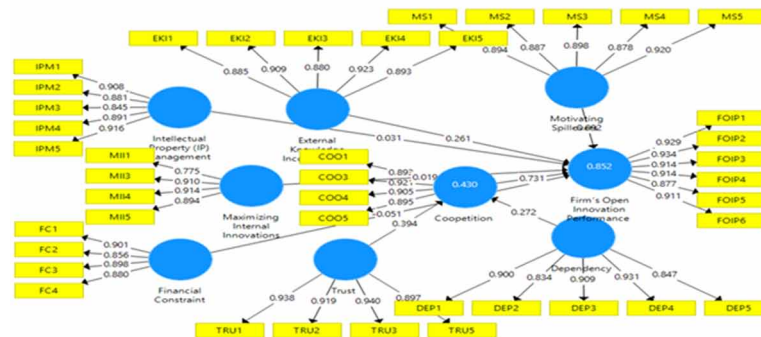 MS1
MS2
MS3
MS4
MS5
EKI1
EKI2
EKI3
EKI4
EKI5
0.894
0.887
0.898
0.878
0.920
0.885
0.909
0.880
0.923
0.893
IPM1
IPM2
IPM3
IPM4
IPM5
0.908
0.881
0.845
0.891
0.916
Intellectual
Property (IP)
Management
External
Motivating
0.031
0.261
FOIP1
FOIP2
FOIP3
FOIP4
FOIP5
FOIP6
0.929
0.934
0.914
0.914
0.877
0.911
0.852
Firm's Open
Innovation
Performance
MII1
MII3
MII4
MII5
0.775
0.910
0.914
0.894
Maximizing
Internal
Innovations
COO1
COO3
COO4
COO5
0.905
0.895
0.019
0.430
Coopetition
0.731
0.051
0.394
0.272
FC1
FC2
FC3
FC4
0.901
0.856
0.898
0.880
Financial
Constraint
Trust
0.938
0.919
0.940
0.897
TRU1
TRU2
TRU3
TRU5
Dependency
0.900
0.834
0.909
0.931
0.847
DEP1
DEP2
DEP3
DEP4
DEP5